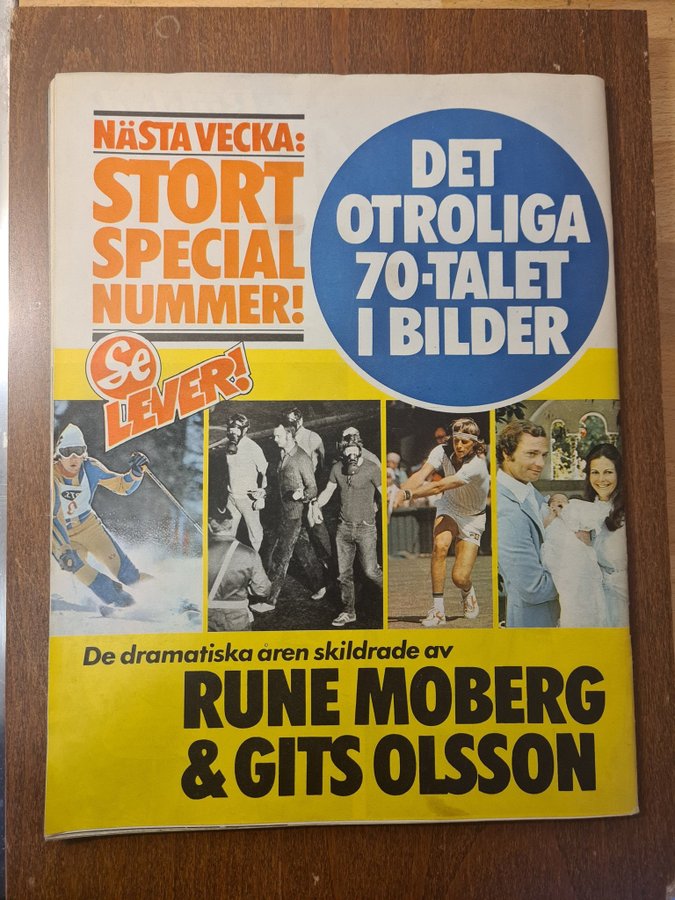 NÄSTA VECKA:
STORT
SPECIAL
NUMMER!
DET
OTROLIGA
70-TALET
I BILDER
Se
LEVER!
De dramatiska åren skildrade av
RUNE MOBERG
& GITS OLSSON